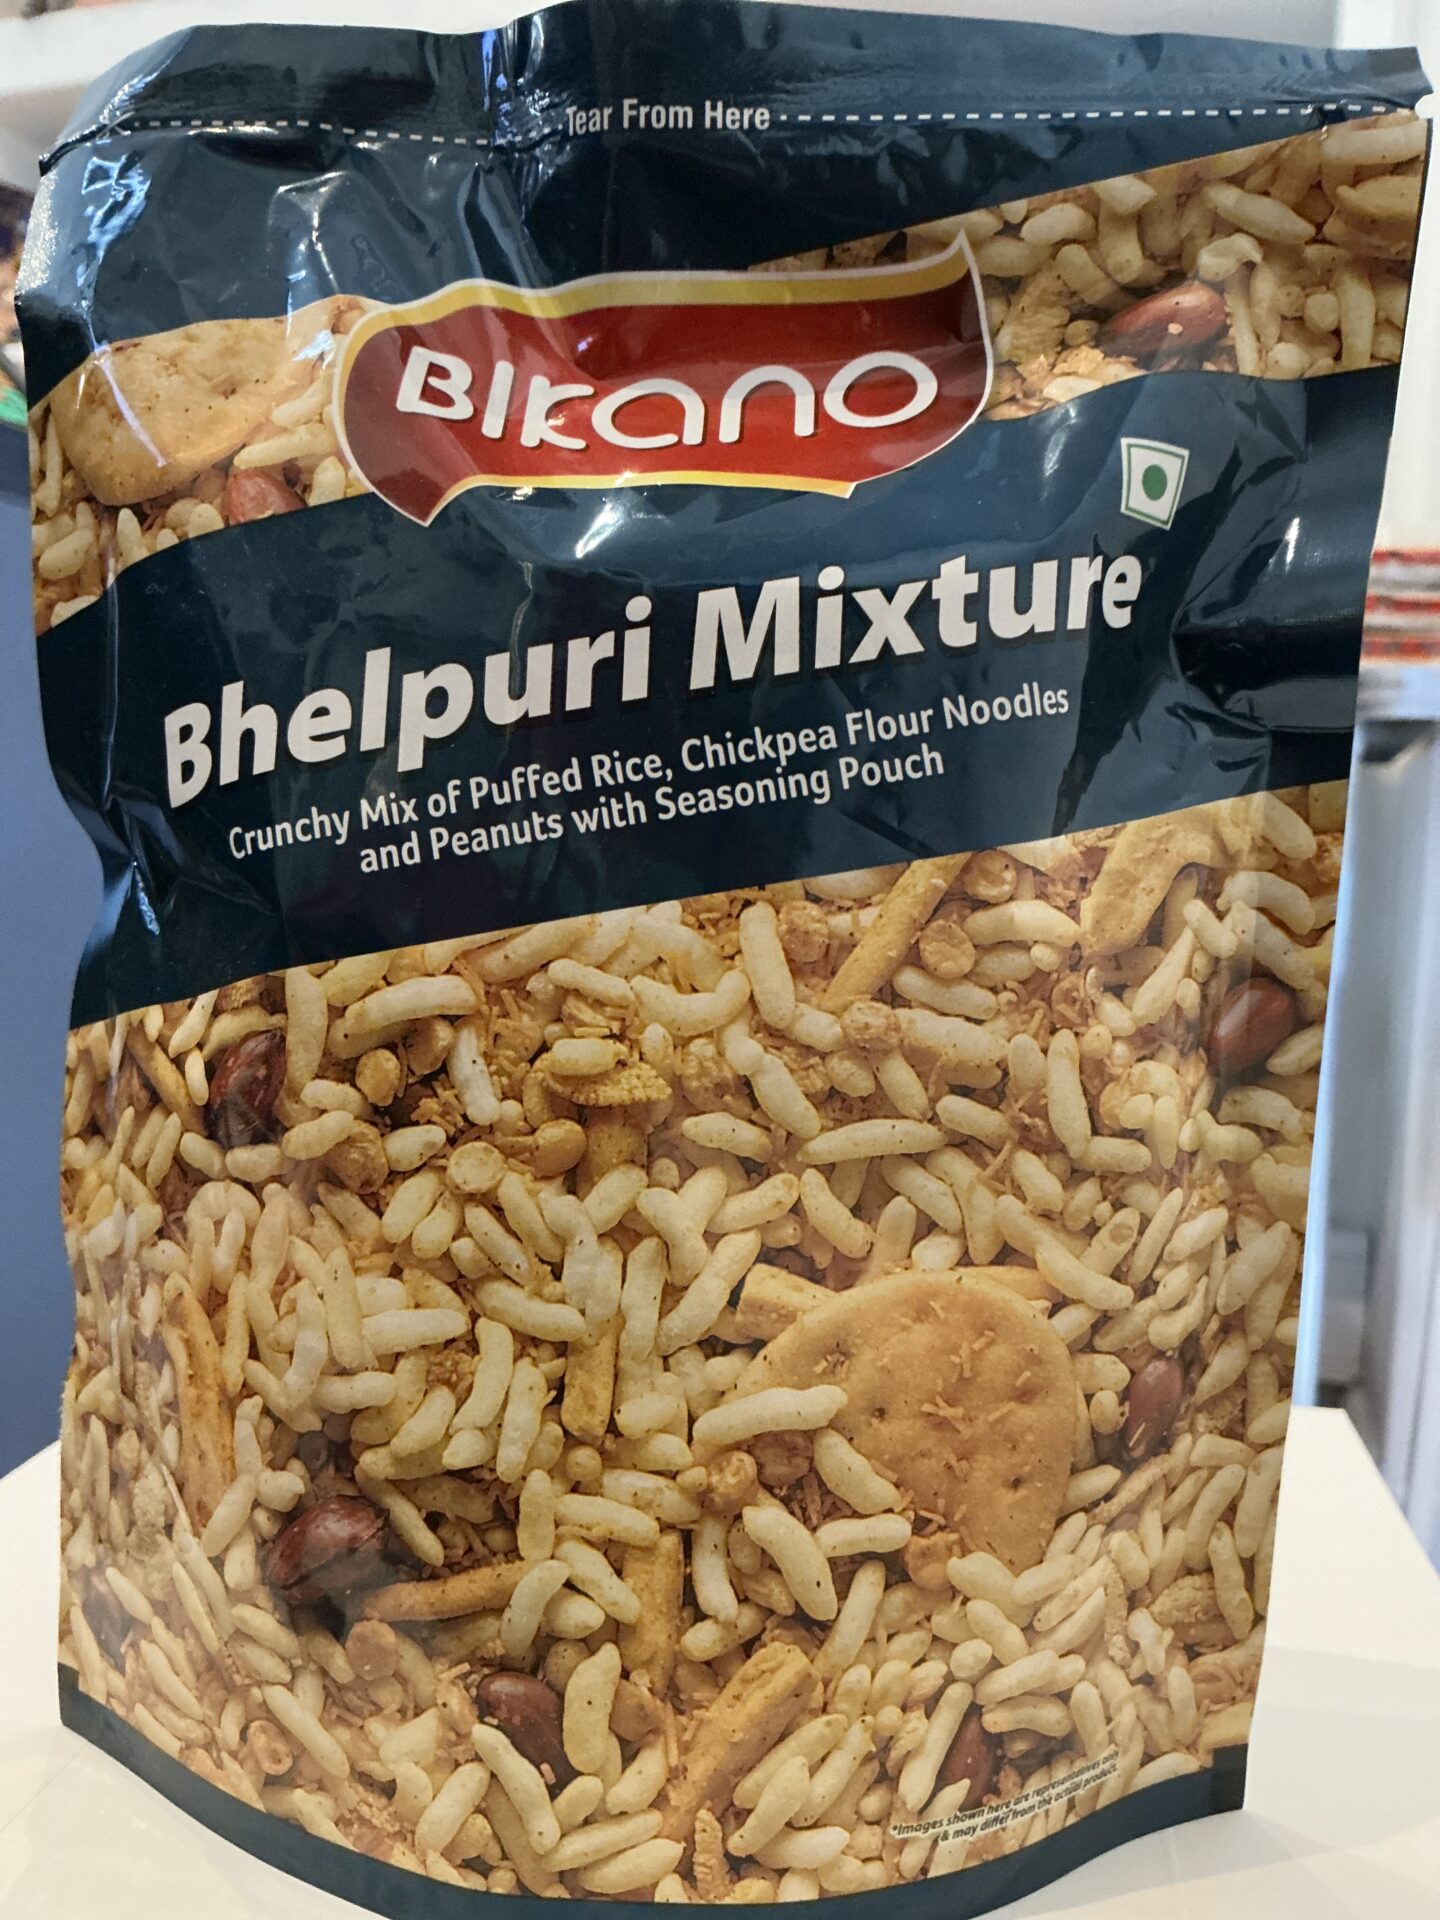 Tear From Here
BIkano
Bhelpuri Mixture
Crunchy Mix of Puffed Rice, Chickpea Flour Noodles
and Peanuts with Seasoning Pouch
*Images shown here are representatives only
& may differ from the actual product.